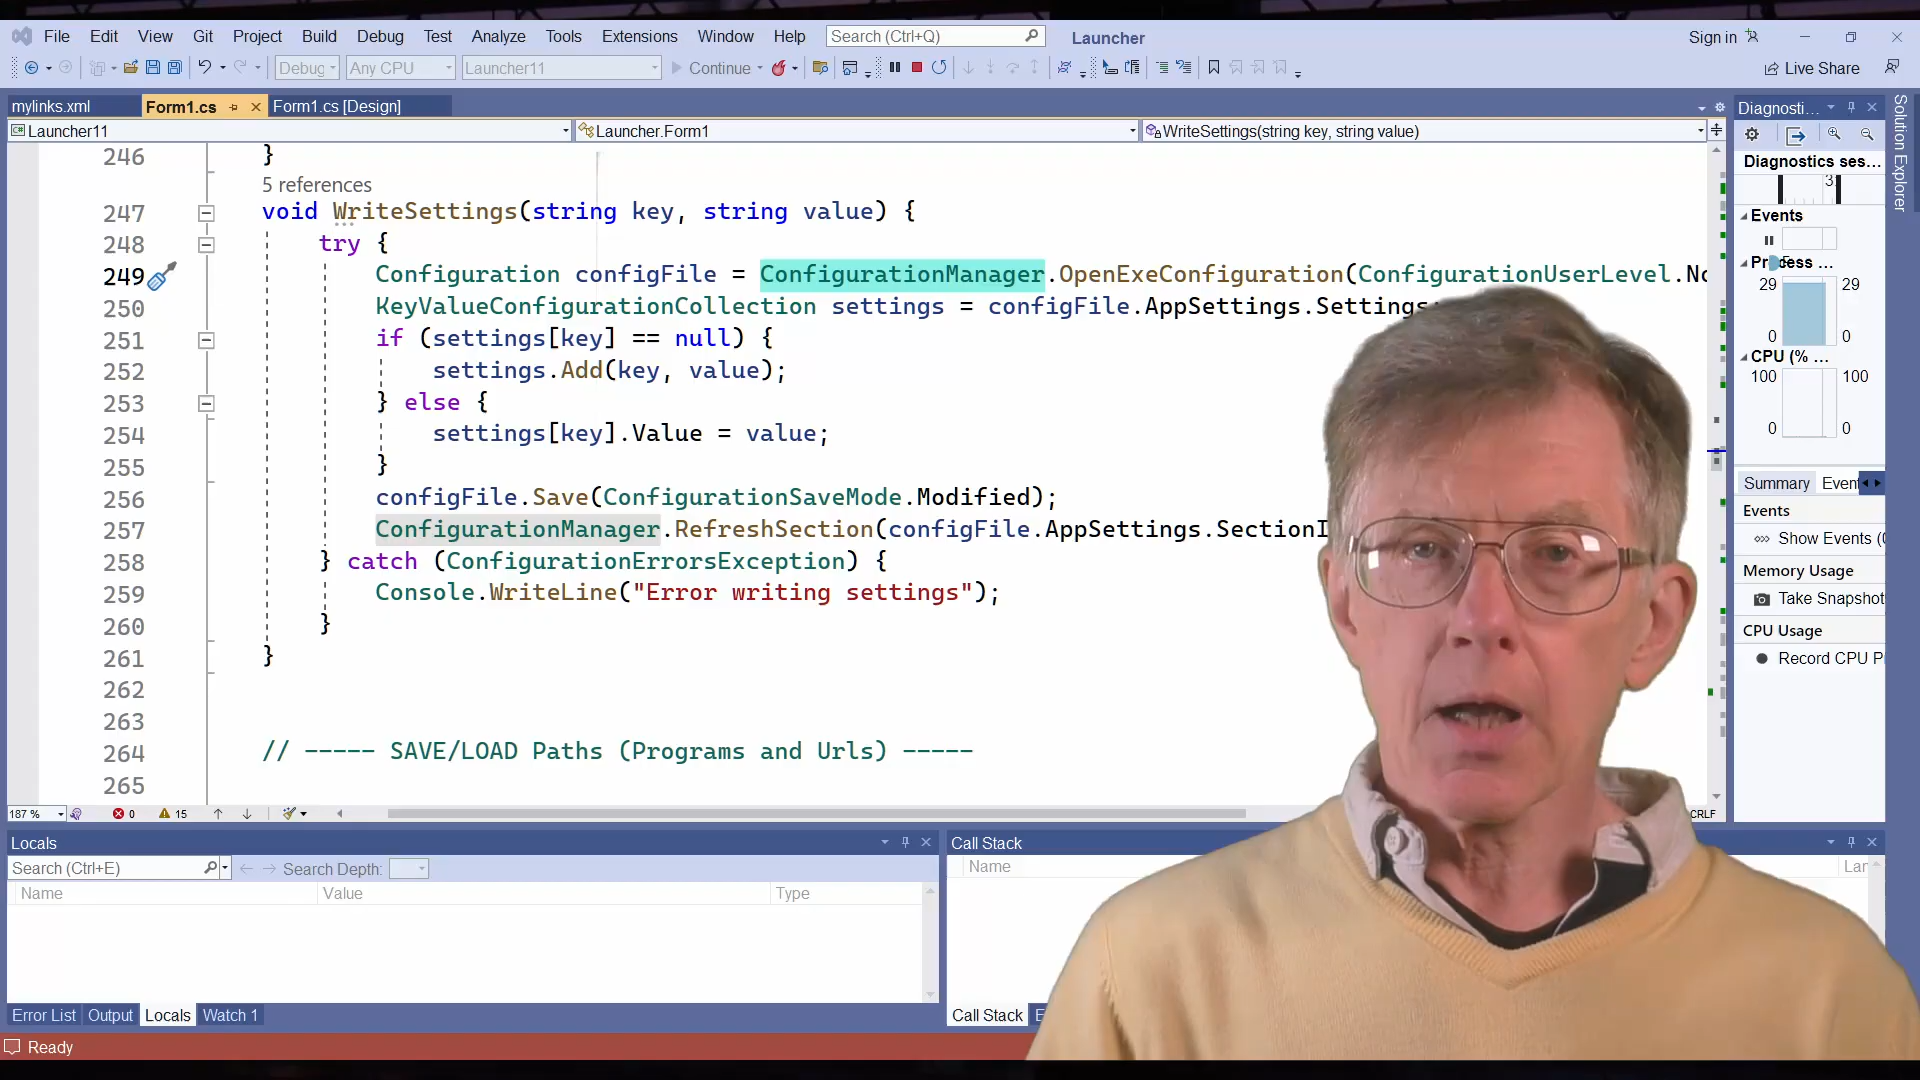 File Edit View Git Project Build Debug Test Analyze Tools Extensions Window Help Search (Ctrl+Q) Launcher Sign in
Debug Any CPU Launcher11 Continue Live Share
mylinks.xml Form1.cs Form1.cs [Design] Diagnosti...
Launcher11 Launcher.Form1 WriteSettings(string key, string value)
Diagnostics ses...
246 }
5 references
247 void WriteSettings(string key, string value) {
248 try {
249 Configuration configFile = ConfigurationManager.OpenExeConfiguration(ConfigurationUserLevel.No
250 KeyValueConfigurationCollection settings = configFile.AppSettings.Settings;
251 if (settings[key] == null) {
252 settings.Add(key, value);
253 } else {
254 settings[key].Value = value;
255 }
256 configFile.Save(ConfigurationSaveMode.Modified);
257 ConfigurationManager.RefreshSection(configFile.AppSettings.SectionI
258 } catch (ConfigurationErrorsException) {
259 Console.WriteLine("Error writing settings");
260 }
261 }
262
263
264 // ----- SAVE/LOAD Paths (Programs and Urls) -----
265
187 % 0 15 CRLF
Solution Explorer
Events
29 29
0 0
CPU (% ...
100 100
0 0
Summary Event
Events
Show Events (0
Memory Usage
Take Snapshot
CPU Usage
Record CPU P
Locals
Search (Ctrl+E) Search Depth:
Name Value Type
Call Stack
Name Lan
Error List Output Locals Watch 1
Call Stack
Ready